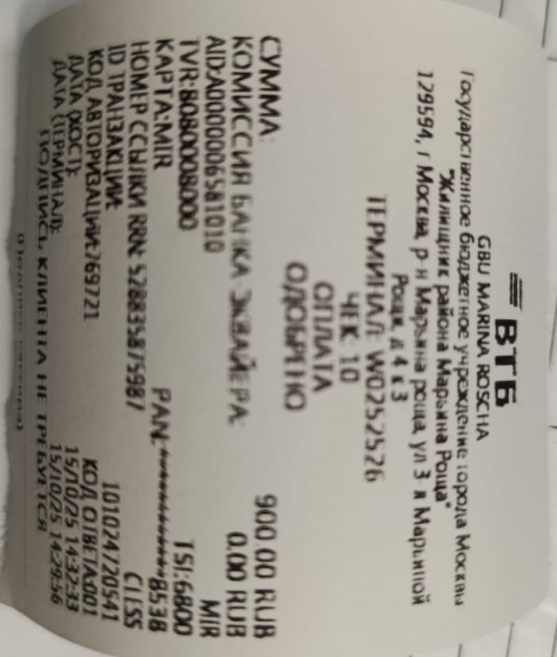 ВТБ
GBU MARINA ROSCHA
Государственное бюджетное учреждение города Москвы
"Жилищник района Марьина Роща"
129594, г Москва, р-н Марьина роща, ул 3-я Марьиной
Рощи, д 4 к 3
ТЕРМИНАЛ: W0252526
ЧЕК: 10
ОПЛАТА
ОДОБРЕНО
СУММА: 900.00 RUB
КОМИССИЯ БАНКА-ЭКВАЙЕРА: 0.00 RUB
AID:A0000006581010 MIR
TVR:8080008000 TSI:6800
КАРТА:MIR PAN:************8538
НОМЕР ССЫЛКИ RRN: 528835875987 CLESS
ID ТРАНЗАКЦИИ: 101024720541
КОД АВТОРИЗАЦИИ:769721 КОД ОТВЕТА:001
ДАТА (ХОСТ): 15/10/25 14:32:33
ДАТА (ТЕРМИНАЛ): 15/10/25 14:29:56
ПОДПИСЬ КЛИЕНТА НЕ ТРЕБУЕТСЯ